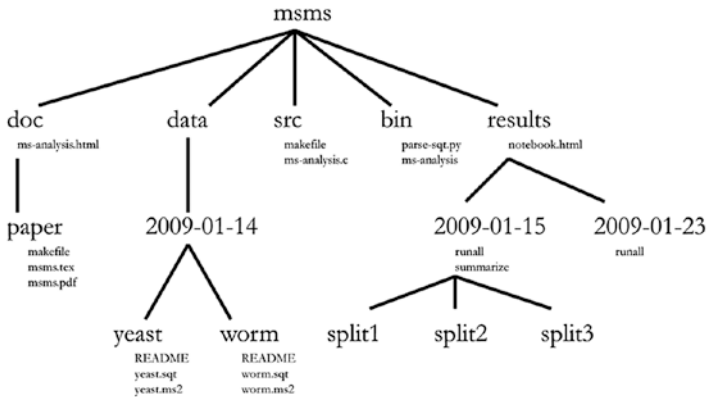 msms
doc data src bin results
ms-analysis.html makefile parse-sqt.py notebook.html
ms-analysis.c ms-analysis
paper 2009-01-14 2009-01-15 2009-01-23
makefile runall runall
msms.tex summarize
msms.pdf
yeast worm split1 split2 split3
README README
yeast.sqt worm.sqt
yeast.ms2 worm.ms2